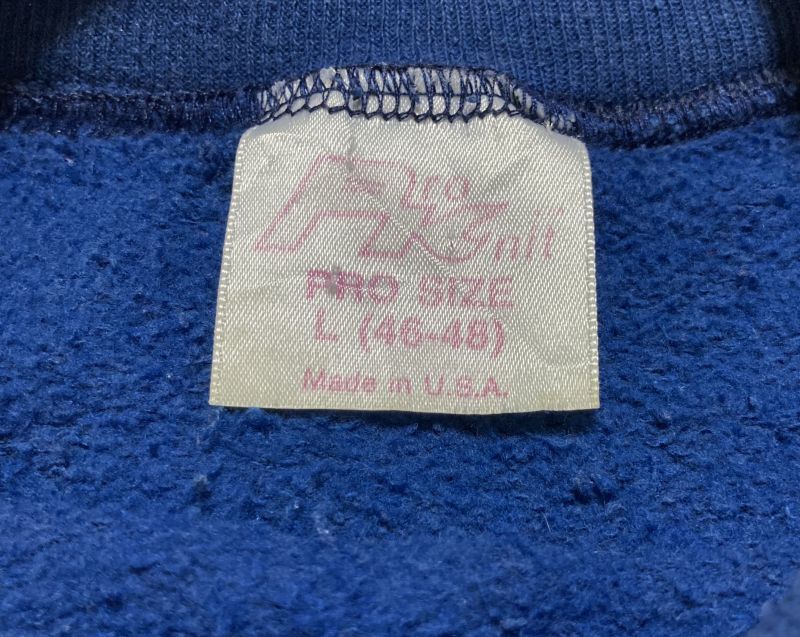 Pro
Knit
PRO SIZE
L (46-48)
Made in U.S.A.